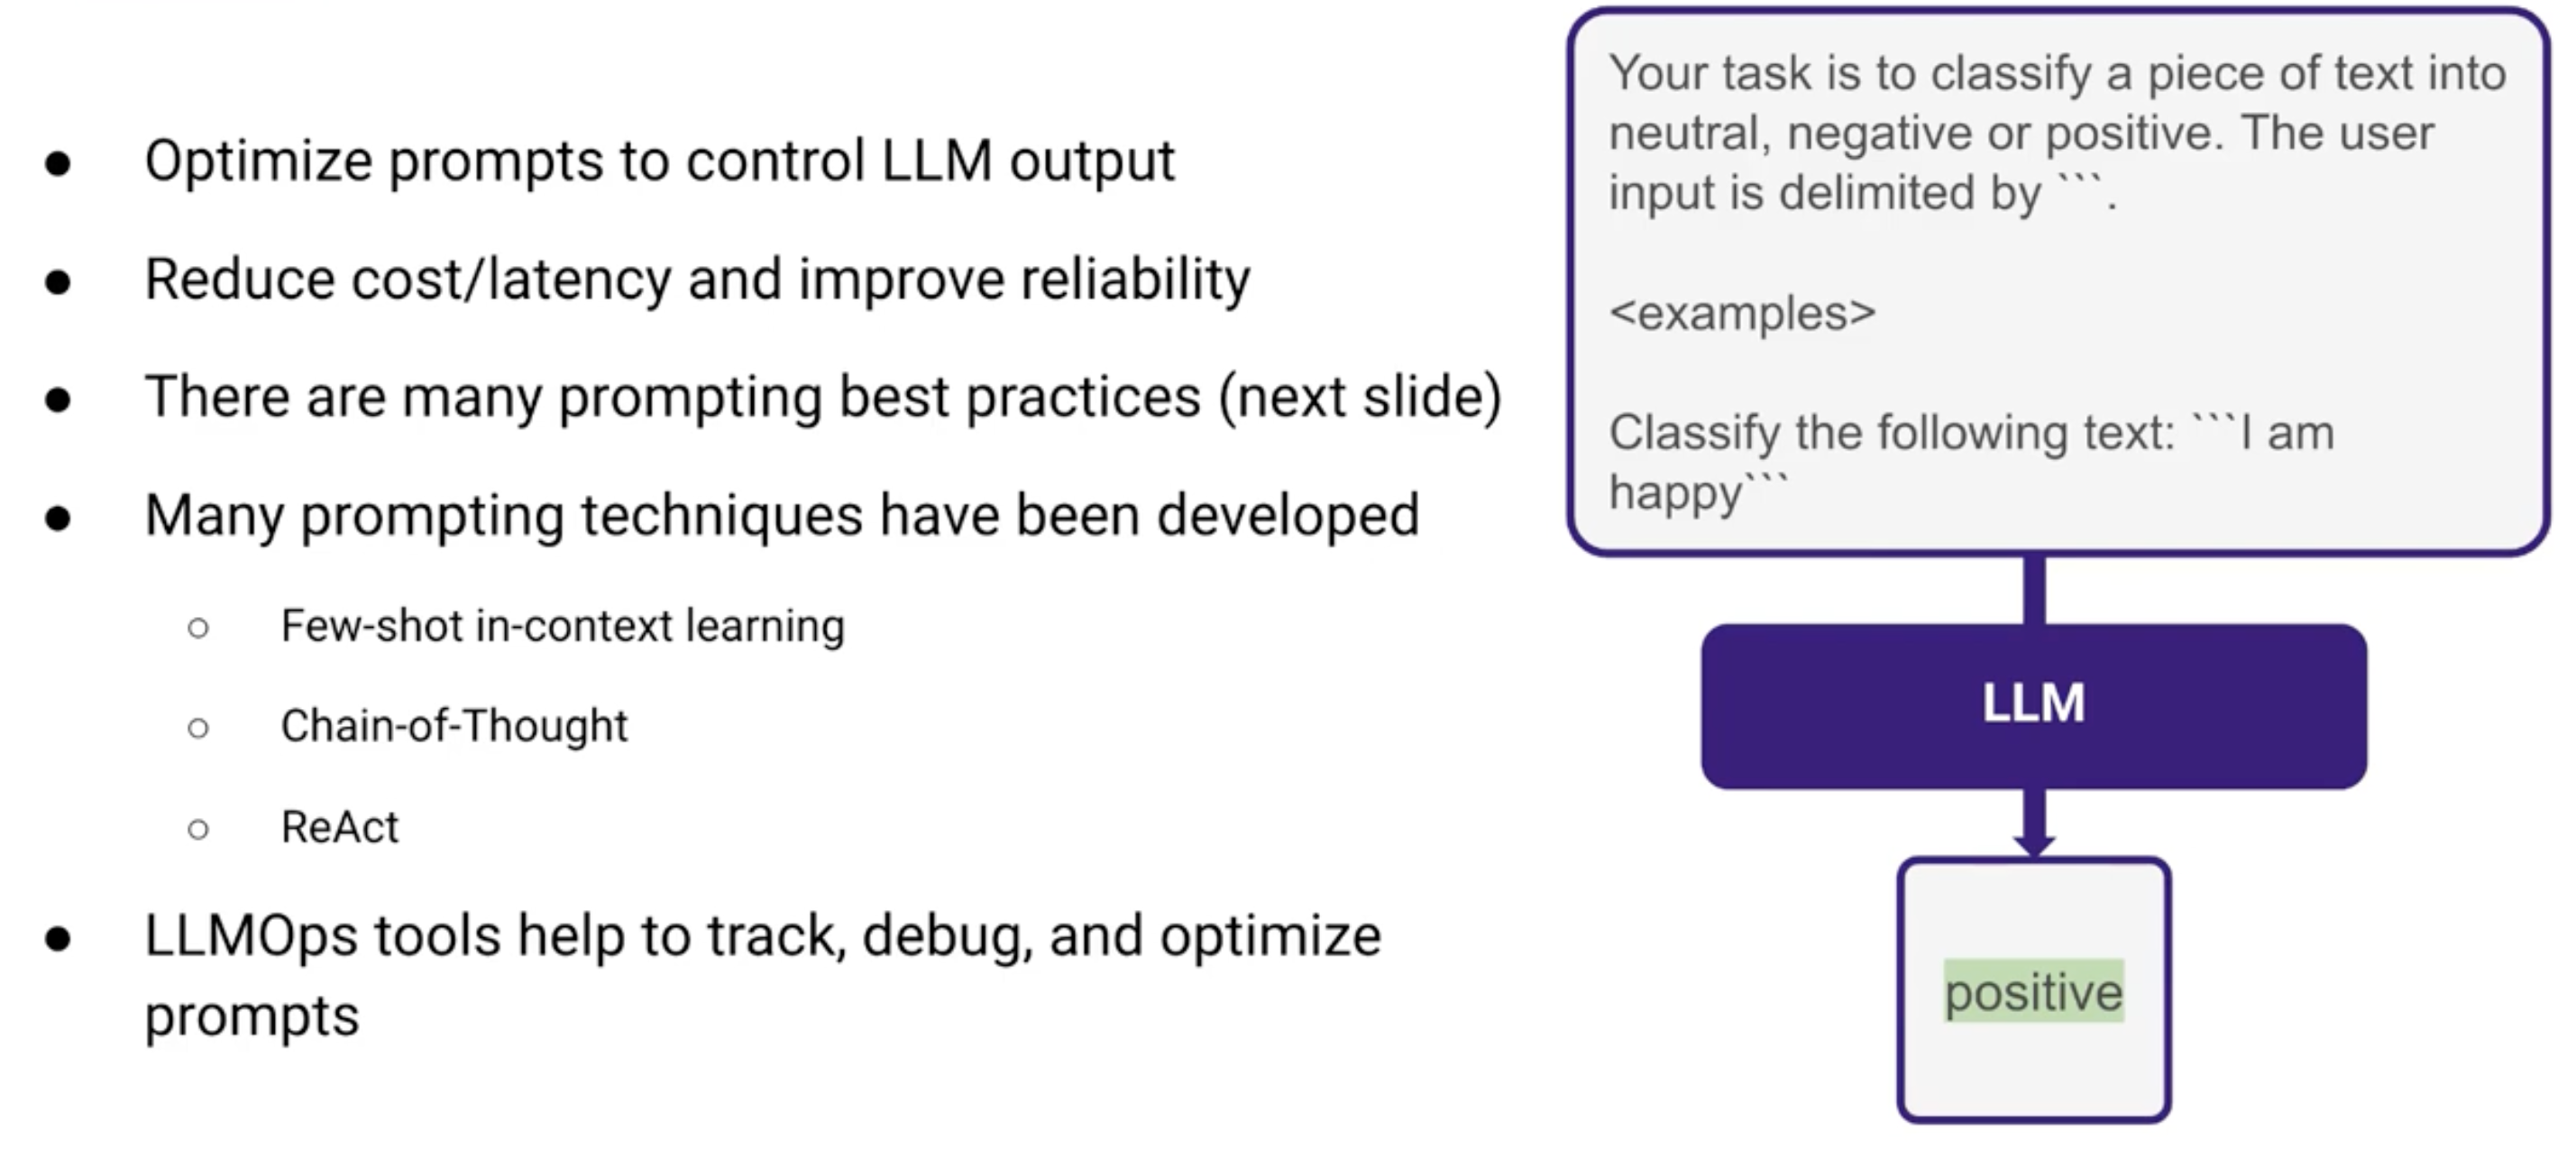 ● Optimize prompts to control LLM output
● Reduce cost/latency and improve reliability
● There are many prompting best practices (next slide)
● Many prompting techniques have been developed
○ Few-shot in-context learning
○ Chain-of-Thought
○ ReAct
● LLMOps tools help to track, debug, and optimize
prompts
Your task is to classify a piece of text into
neutral, negative or positive. The user
input is delimited by ```.
<examples>
Classify the following text: ```I am
happy```
LLM
positive